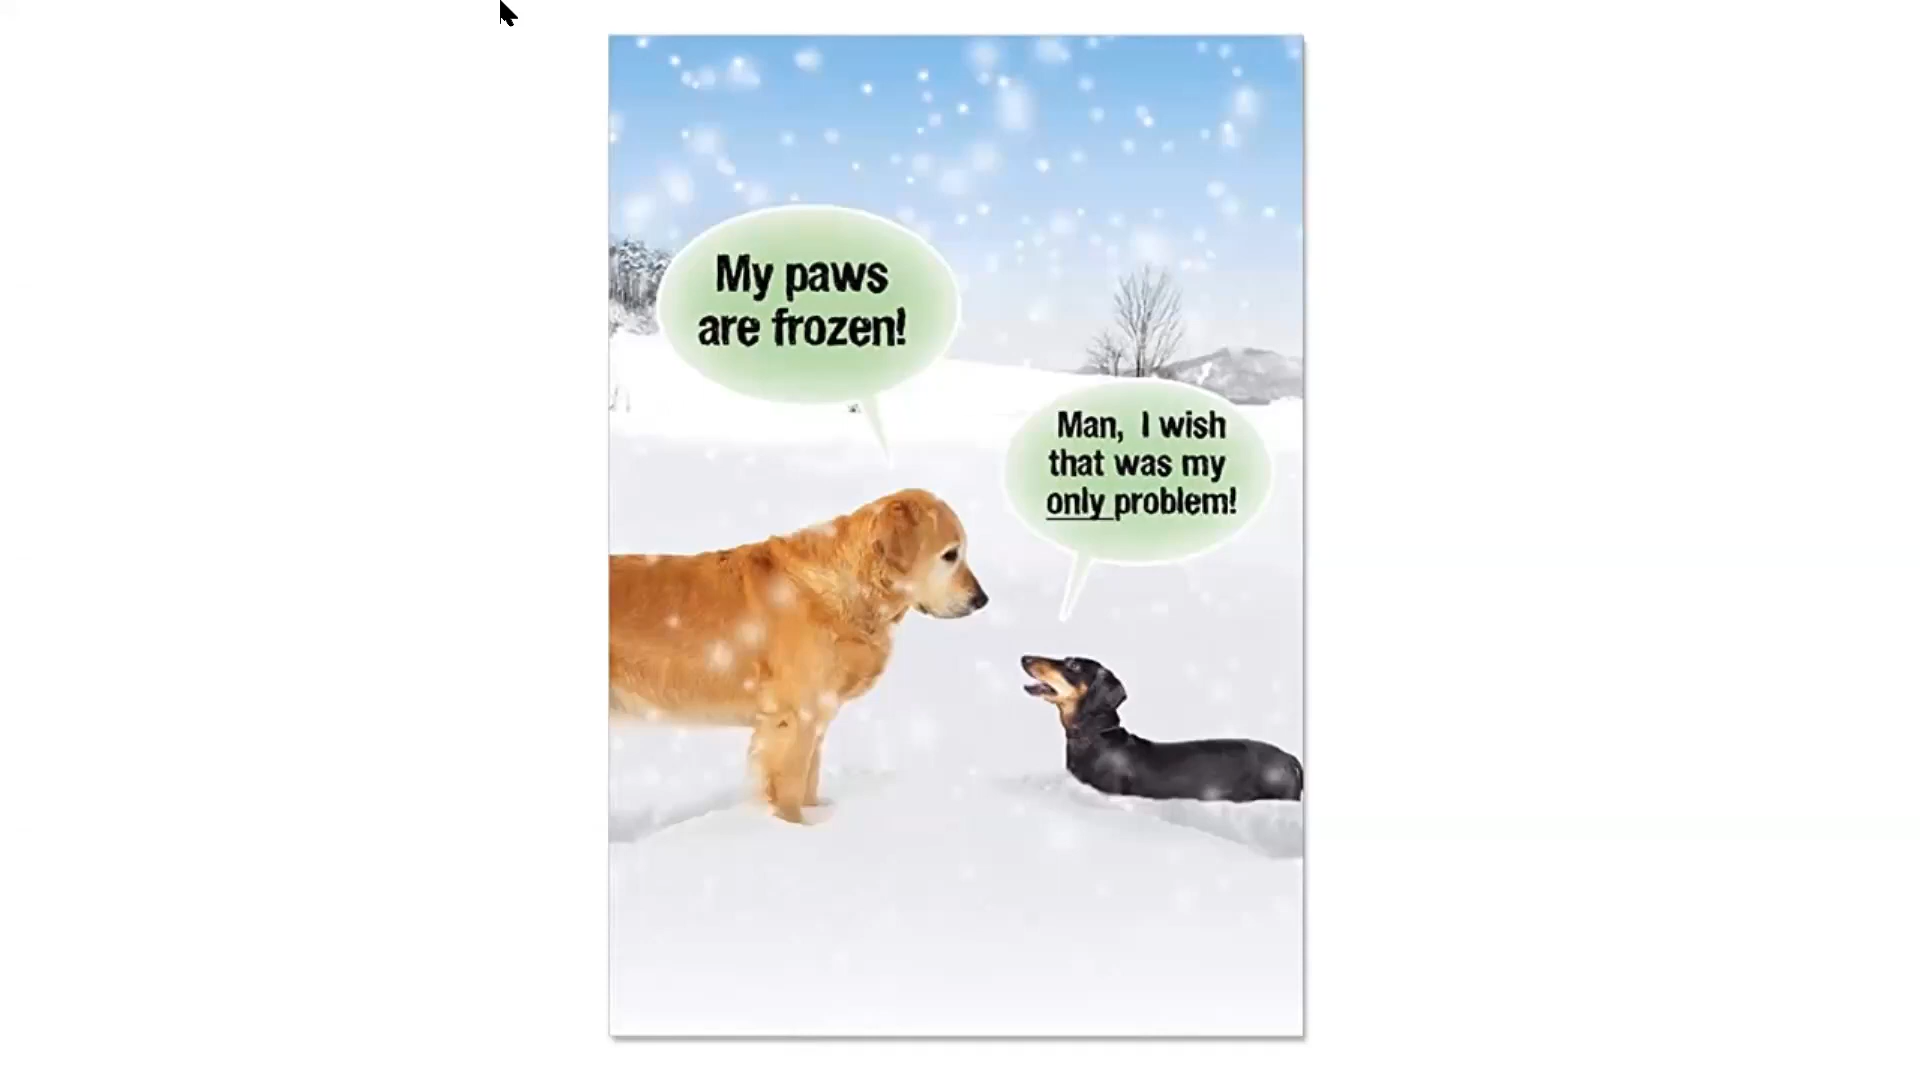 My paws
are frozen!
Man, I wish
that was my
only problem!